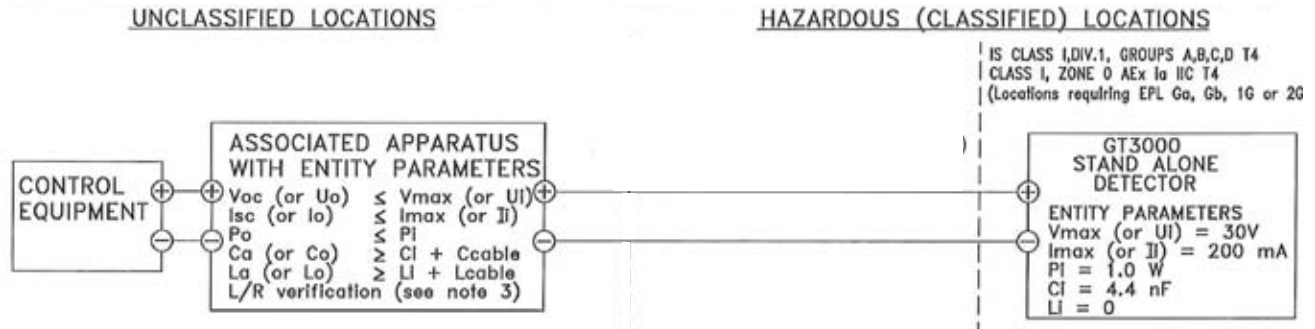 UNCLASSIFIED LOCATIONS
HAZARDOUS (CLASSIFIED) LOCATIONS
IS CLASS I,DIV.1, GROUPS A,B,C,D T4
CLASS I, ZONE 0 AEx ia IIC T4
(Locations requiring EPL Ga, Gb, 1G or 2G
CONTROL
EQUIPMENT
ASSOCIATED APPARATUS
WITH ENTITY PARAMETERS
Voc (or Uo) ≤ Vmax (or Ui)
Isc (or Io) ≤ Imax (or Ii)
Po ≤ Pi
Ca (or Co) ≥ Ci + Ccable
La (or Lo) ≥ Li + Lcable
L/R verification (see note 3)
)
GT3000
STAND ALONE
DETECTOR
ENTITY PARAMETERS
Vmax (or Ui) = 30V
Imax (or Ii) = 200 mA
Pi = 1.0 W
Ci = 4.4 nF
Li = 0